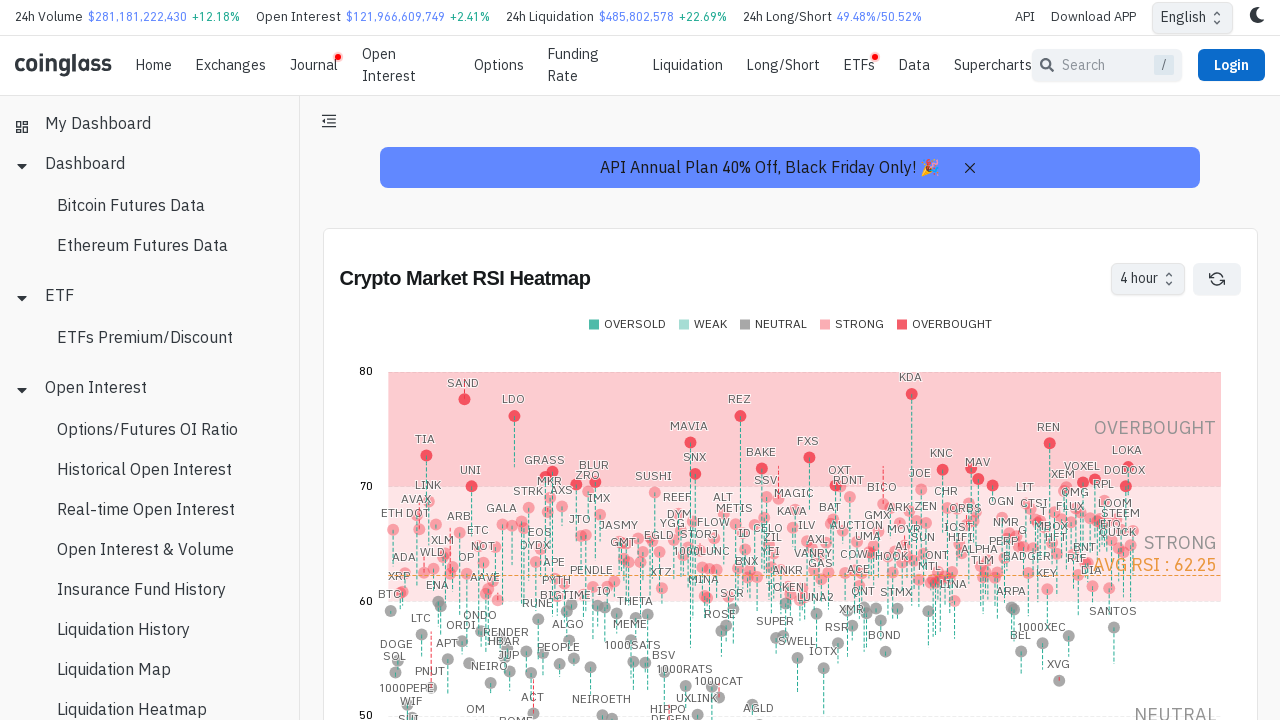 24h Volume $281,181,222,430 +12.18% Open Interest $121,966,609,749 +2.41% 24h Liquidation $485,802,578 +22.69% 24h Long/Short 49.48%/50.52% API Download APP English
coinglass Home Exchanges Journal Open Interest Options Funding Rate Liquidation Long/Short ETFs Data Supercharts Search / Login
My Dashboard
Dashboard
Bitcoin Futures Data
Ethereum Futures Data
ETF
ETFs Premium/Discount
Open Interest
Options/Futures OI Ratio
Historical Open Interest
Real-time Open Interest
Open Interest & Volume
Insurance Fund History
Liquidation History
Liquidation Map
Liquidation Heatmap
API Annual Plan 40% Off, Black Friday Only! 🎉
Crypto Market RSI Heatmap
4 hour
OVERSOLD WEAK NEUTRAL STRONG OVERBOUGHT
80
KDA
SAND
LDO REZ
OVERBOUGHT
MAVIA REN
TIA FXS
SNX BAKE KNC LOKA
GRASS BLUR MAV VOXEL
UNI ZRO OXT JOE DODOX
SUSHI XEM
MKR SSV RDNT
70
LINK STRK AXS BICO CHR LIT OMG RPL
AVAX IMX REEF ALT MAGIC OGN CTSI
ETH DOT GALA METIS KAVA BAT ARK ZEN ORBS FLUX LOOM
ARB JTO DYM GMX STEEM
ETC EOS JASMY YGG FLOW CELO ILV AUCTION MOVR IOST NMR MBOX
XLM EGLD STORJ ID ZIL UMA SUN HIFI PERP HFT QUICK
STRONG
NOT DYDX GMT 1000LUNC YFI AXL AI ALPHA BNT
ADA WLD OP APE BNX VANRY COW HOOK ONT TLM BADGER RIF
GAS MTL
AVG RSI : 62.25
XRP AAVE PYTH PENDLE XTZ MINA ANKR ACE KEY DIA
ENA BIGTIME IO SCR TOKEN QNT STMX LINA ARPA
60
BTC RUNE THETA LUNA2
LTC ONDO ROSE XMR SANTOS
ORDI RENDER ALGO MEME SUPER RSR 1000XEC
DOGE APT HBAR PEOPLE 1000SATS SWELL BOND BEL
SOL JUP BSV IOTX
PNUT NEIRO 1000RATS XVG
1000PEPE 1000CAT
WIF ACT NEIROETH UXLINK
OM HIPPO AGLD
50
NEUTRAL